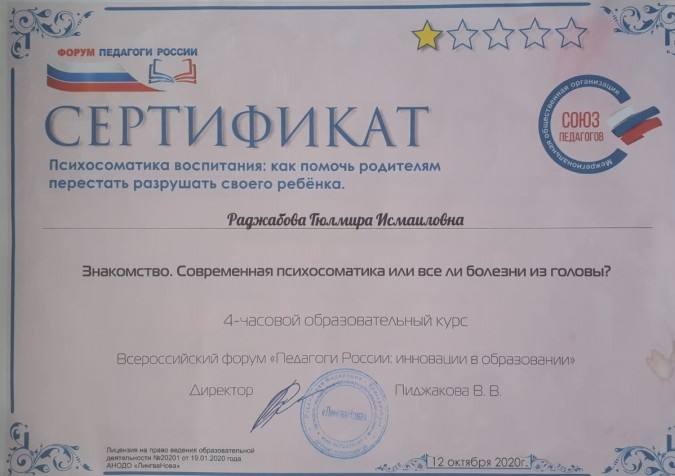 ФОРУМ ПЕДАГОГИ РОССИИ
СЕРТИФИКАТ
Межрегиональная общественная организация
СОЮЗ
ПЕДАГОГОВ
Психосоматика воспитания: как помочь родителям
перестать разрушать своего ребёнка.
Раджабова Гюлмира Исмаиловна
Знакомство. Современная психосоматика или все ли болезни из головы?
4-часовой образовательный курс
Всероссийский форум «Педагоги России: инновации в образовании»
Директор Пиджакова В. В.
«ЛингваНова»
Лицензия на право ведения образовательной
деятельности №20201 от 19.01.2020 года
АНОДО «ЛингваНова»
12 октября 2020г.